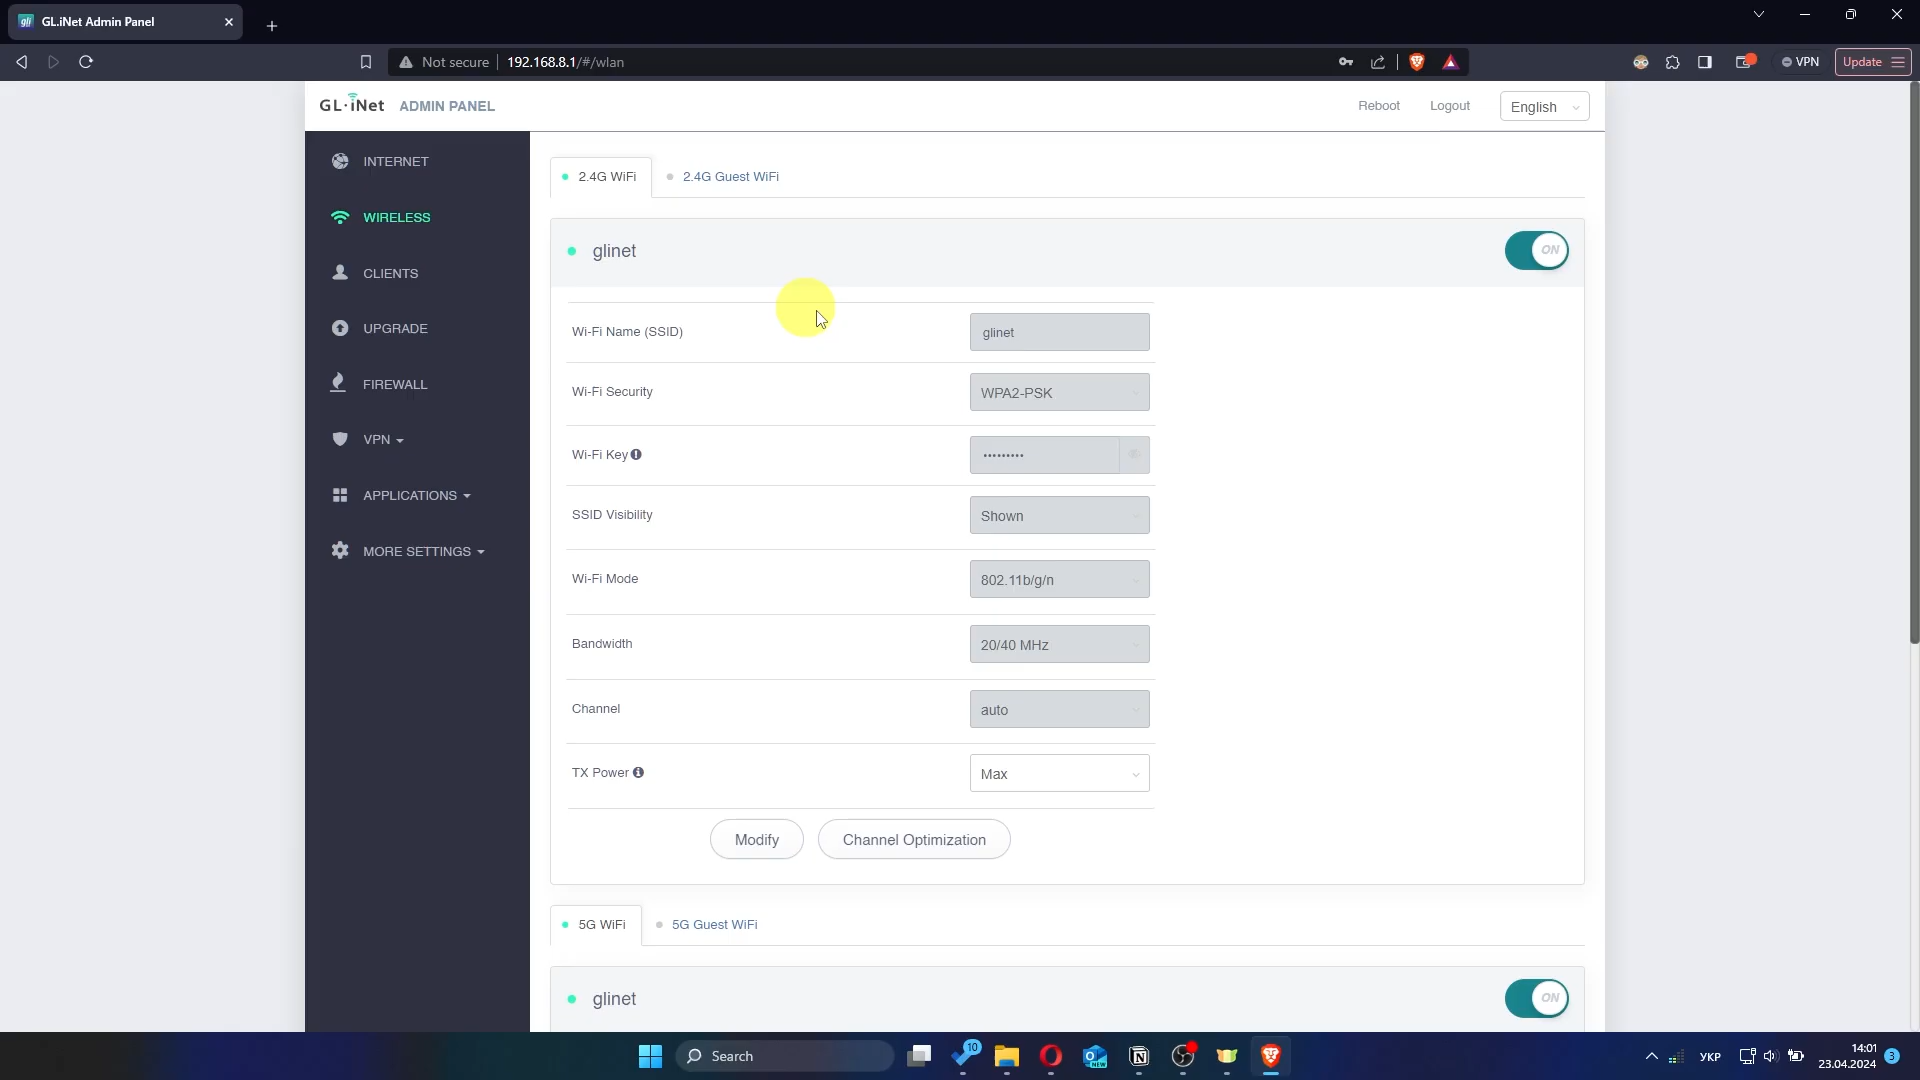 GL.iNet Admin Panel
Not secure
192.168.8.1/#/wlan
VPN
Update
GL·iNet ADMIN PANEL
Reboot
Logout
English
INTERNET
WIRELESS
CLIENTS
UPGRADE
FIREWALL
VPN
APPLICATIONS
MORE SETTINGS
2.4G WiFi
2.4G Guest WiFi
glinet
ON
Wi-Fi Name (SSID)
glinet
Wi-Fi Security
WPA2-PSK
Wi-Fi Key
•••••••••
SSID Visibility
Shown
Wi-Fi Mode
802.11b/g/n
Bandwidth
20/40 MHz
Channel
auto
TX Power
Max
Modify
Channel Optimization
5G WiFi
5G Guest WiFi
glinet
ON
Search
10
NEW
УКР
14:01
23.04.2024
3